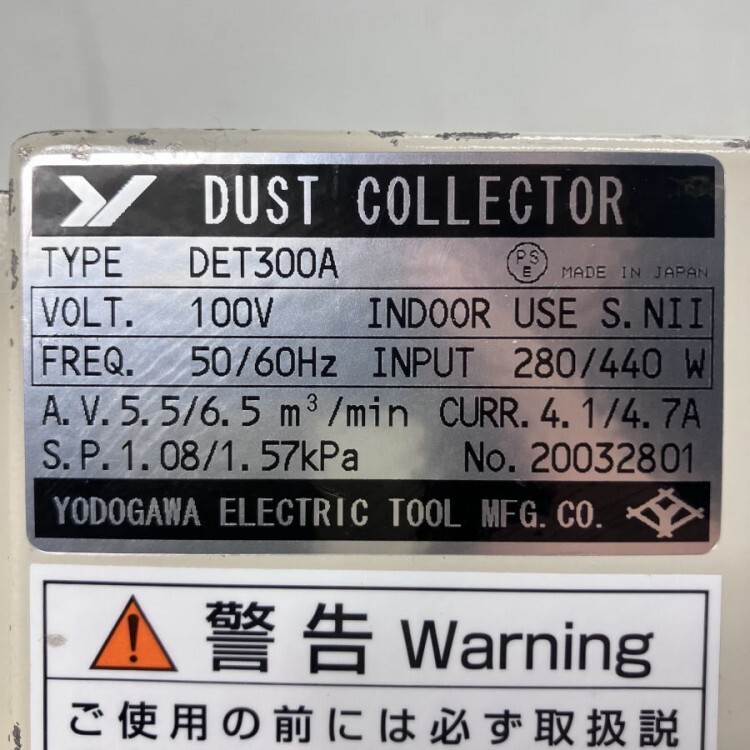 DUST COLLECTOR
TYPE DET300A PSE MADE IN JAPAN
VOLT. 100V INDOOR USE S.NII
FREQ. 50/60Hz INPUT 280/440 W
A.V.5.5/6.5 m³/min CURR.4.1/4.7A
S.P.1.08/1.57kPa No.20032801
YODOGAWA ELECTRIC TOOL MFG.CO.
警告 Warning
ご使用の前には必ず取扱説